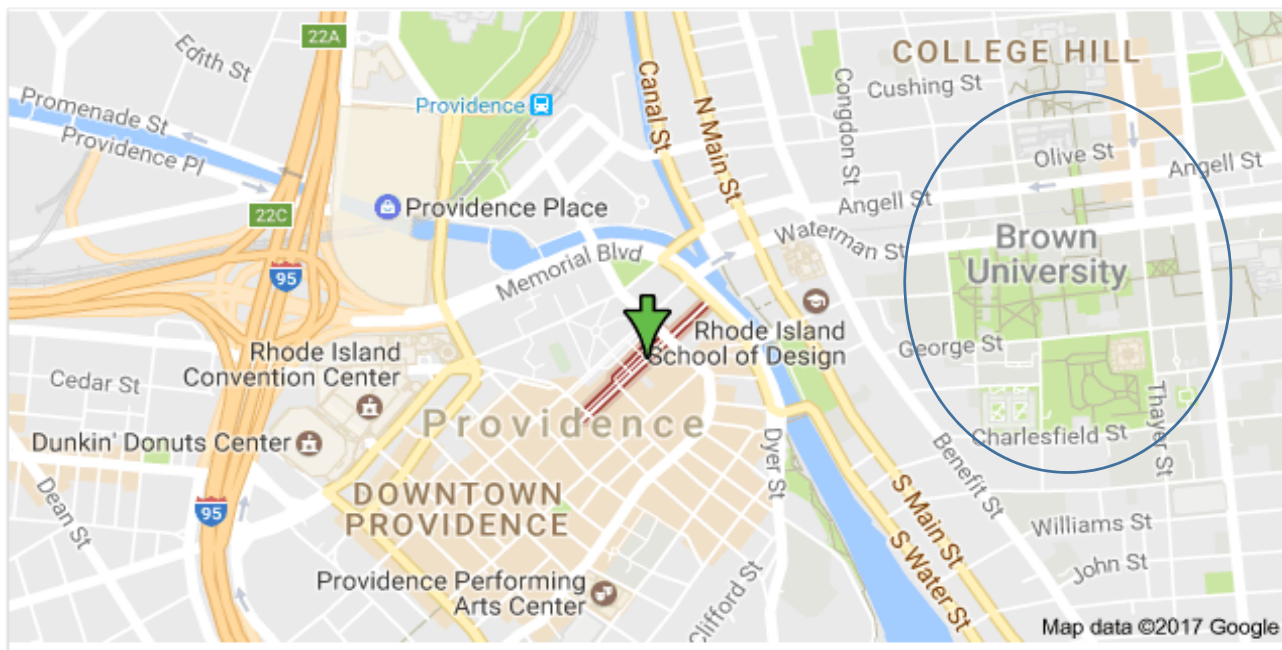 22A
Edith St
COLLEGE HILL
Cushing St
Canal St
N Main St
Congdon St
Promenade St
Providence Pl
Providence
Olive St
Angell St
Angell St
22C
Providence Place
Waterman St
Brown
University
Memorial Blvd
95
Rhode Island
School of Design
George St
Rhode Island
Convention Center
Cedar St
Thayer St
Providence
Dunkin' Donuts Center
Charlesfield St
Dyer St
Benefit St
Dean St
95
DOWNTOWN
PROVIDENCE
S Main St
S Water St
Williams St
John St
Providence Performing
Arts Center
Clifford St
Map data ©2017 Google